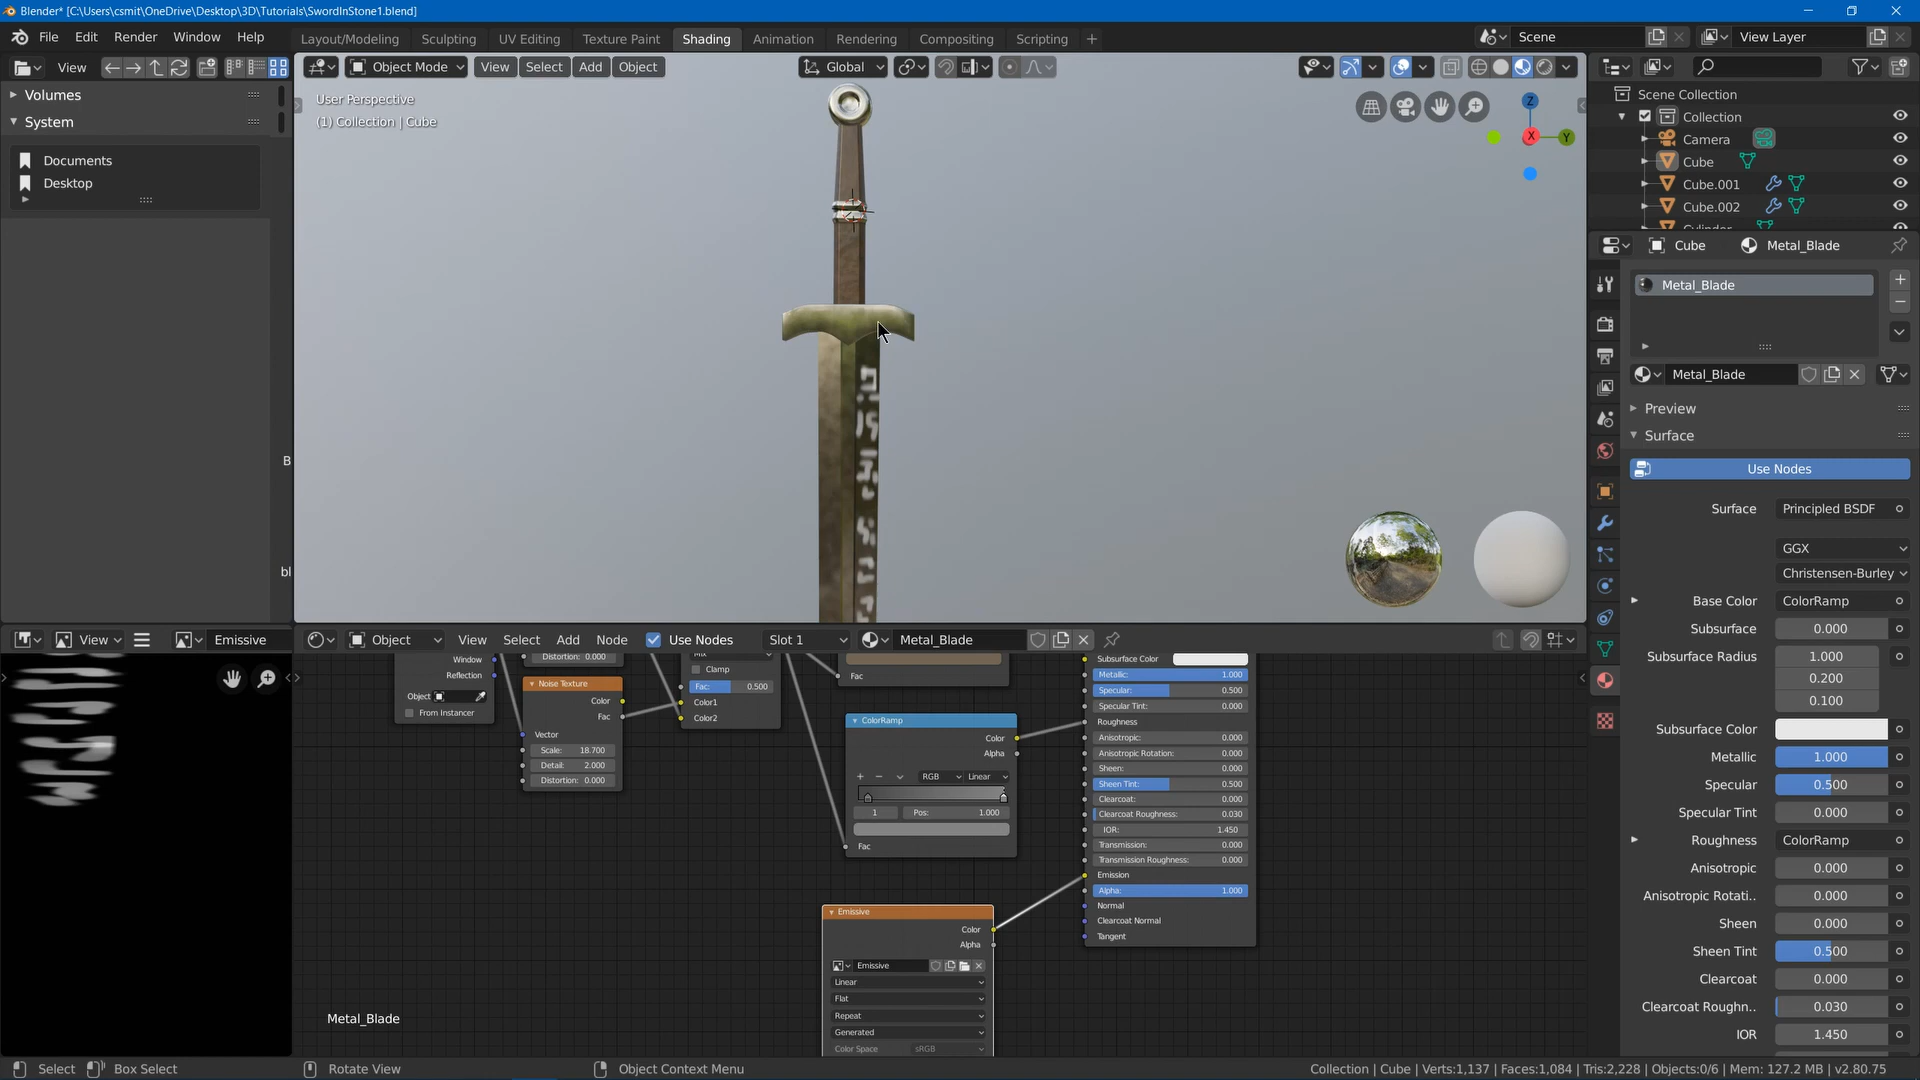 Blender* [C:\Users\csmit\OneDrive\Desktop\3D\Tutorials\SwordInStone1.blend]
File Edit Render Window Help Layout/Modeling Sculpting UV Editing Texture Paint Shading Animation Rendering Compositing Scripting + Scene View Layer
View Object Mode View Select Add Object Global
Volumes
System
Documents
Desktop
B
bl
User Perspective
(1) Collection | Cube
Z
X
Y
Scene Collection
Collection
Camera
Cube
Cube.001
Cube.002
Cylinder
Cube Metal_Blade
Metal_Blade
Metal_Blade
Preview
Surface
Use Nodes
Surface Principled BSDF
GGX
Christensen-Burley
Base Color ColorRamp
Subsurface 0.000
Subsurface Radius 1.000
0.200
0.100
Subsurface Color
Metallic 1.000
Specular 0.500
Specular Tint 0.000
Roughness ColorRamp
Anisotropic 0.000
Anisotropic Rotati.. 0.000
Sheen 0.000
Sheen Tint 0.500
Clearcoat 0.000
Clearcoat Roughn.. 0.030
IOR 1.450
View Emissive
Object View Select Add Node Use Nodes Slot 1 Metal_Blade
Window
Reflection
Object
From Instancer
Distortion: 0.000
Noise Texture
Color
Fac
Vector
Scale: 18.700
Detail: 2.000
Distortion: 0.000
Mix
Clamp
Fac: 0.500
Color1
Color2
Fac
ColorRamp
Color
Alpha
RGB Linear
1 Pos: 1.000
Fac
Emissive
Color
Alpha
Emissive
Linear
Flat
Repeat
Generated
Color Space sRGB
Subsurface Color
Metallic: 1.000
Specular: 0.500
Specular Tint: 0.000
Roughness
Anisotropic: 0.000
Anisotropic Rotation: 0.000
Sheen: 0.000
Sheen Tint: 0.500
Clearcoat: 0.000
Clearcoat Roughness: 0.030
IOR: 1.450
Transmission: 0.000
Transmission Roughness: 0.000
Emission
Alpha: 1.000
Normal
Clearcoat Normal
Tangent
Metal_Blade
Select Box Select Rotate View Object Context Menu Collection | Cube | Verts:1,137 | Faces:1,084 | Tris:2,228 | Objects:0/6 | Mem: 127.2 MB | v2.80.75